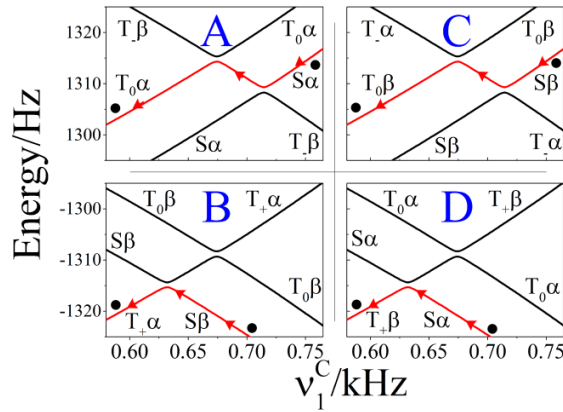 Energy/Hz
1320
1310
1300
-1300
-1310
-1320
A
T₋β
T₀α
T₀α
Sα
Sα
T₋β
C
T₋α
T₀β
T₀β
Sβ
Sβ
T₋α
B
T₀β
T₊α
Sβ
T₀β
T₊α
Sβ
D
T₀α
T₊β
Sα
T₀α
T₊β
Sα
0.60 0.65 0.70 0.75
0.60 0.65 0.70 0.75
ν₁ᶜ/kHz